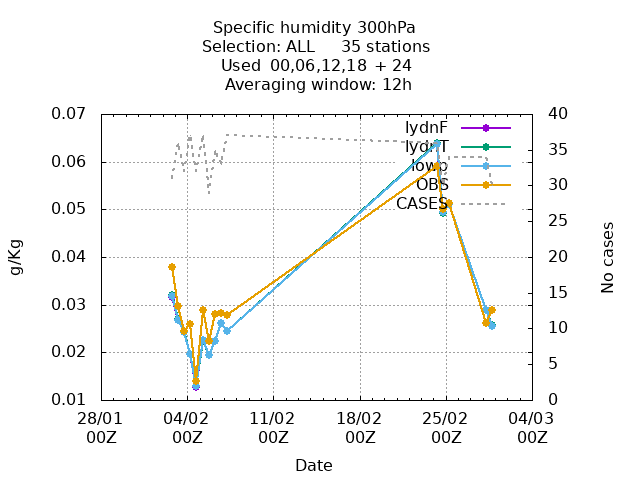 Specific humidity 300hPa
Selection: ALL     35 stations
Used  00,06,12,18  + 24
Averaging window: 12h
0.07
0.06
0.05
0.04
0.03
0.02
0.01
g/Kg
40
35
30
25
20
15
10
5
0
No cases
lydnF
lydnT
lowp
OBS
CASES
28/01 04/02 11/02 18/02 25/02 04/03
00Z 00Z 00Z 00Z 00Z 00Z
Date